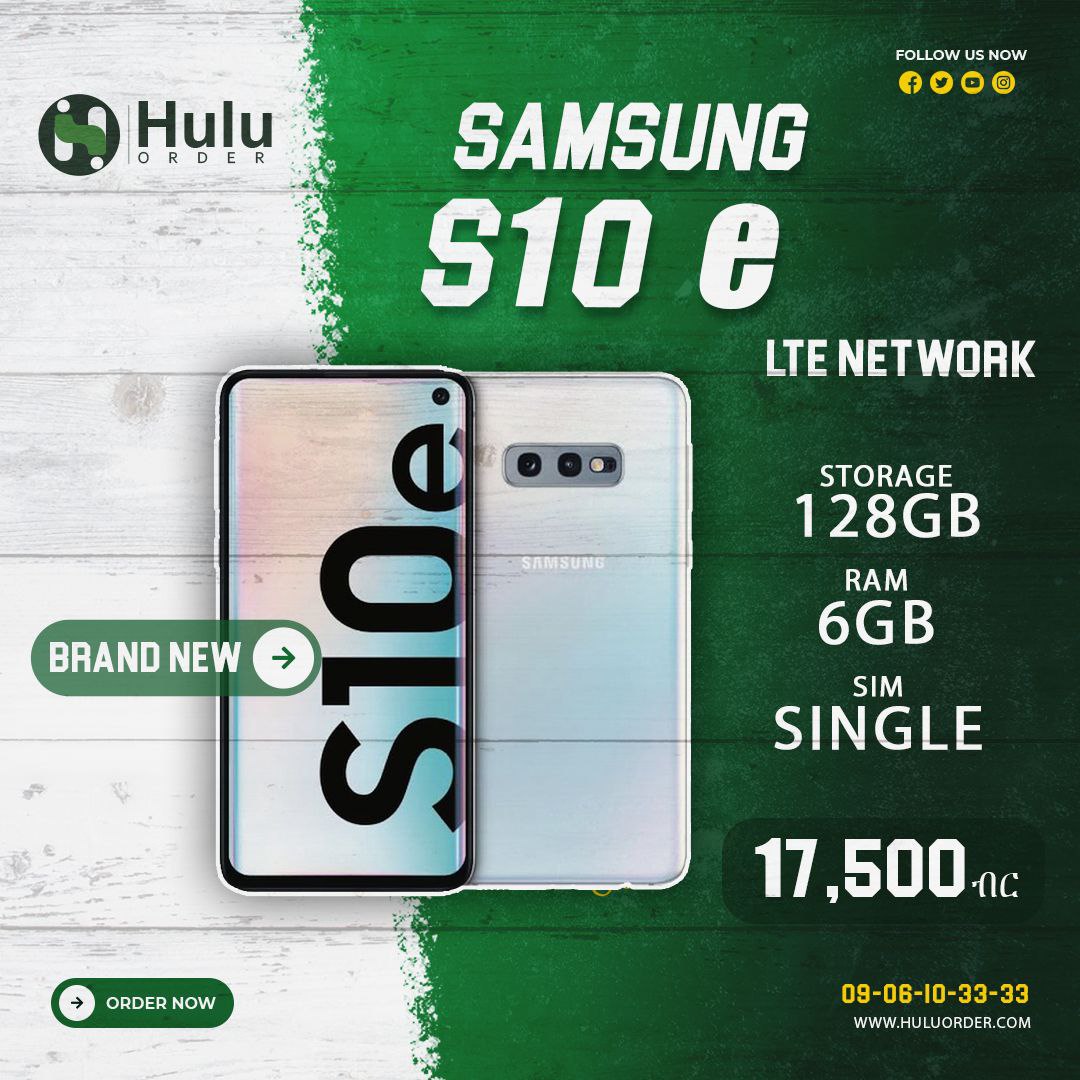 FOLLOW US NOW
Hulu
ORDER
SAMSUNG
S10 e
LTE NETWORK
S10e.
SAMSUNG
STORAGE
128GB
RAM
6GB
SIM
SINGLE
BRAND NEW
17,500 ብር
ORDER NOW
09-06-10-33-33
WWW.HULUORDER.COM